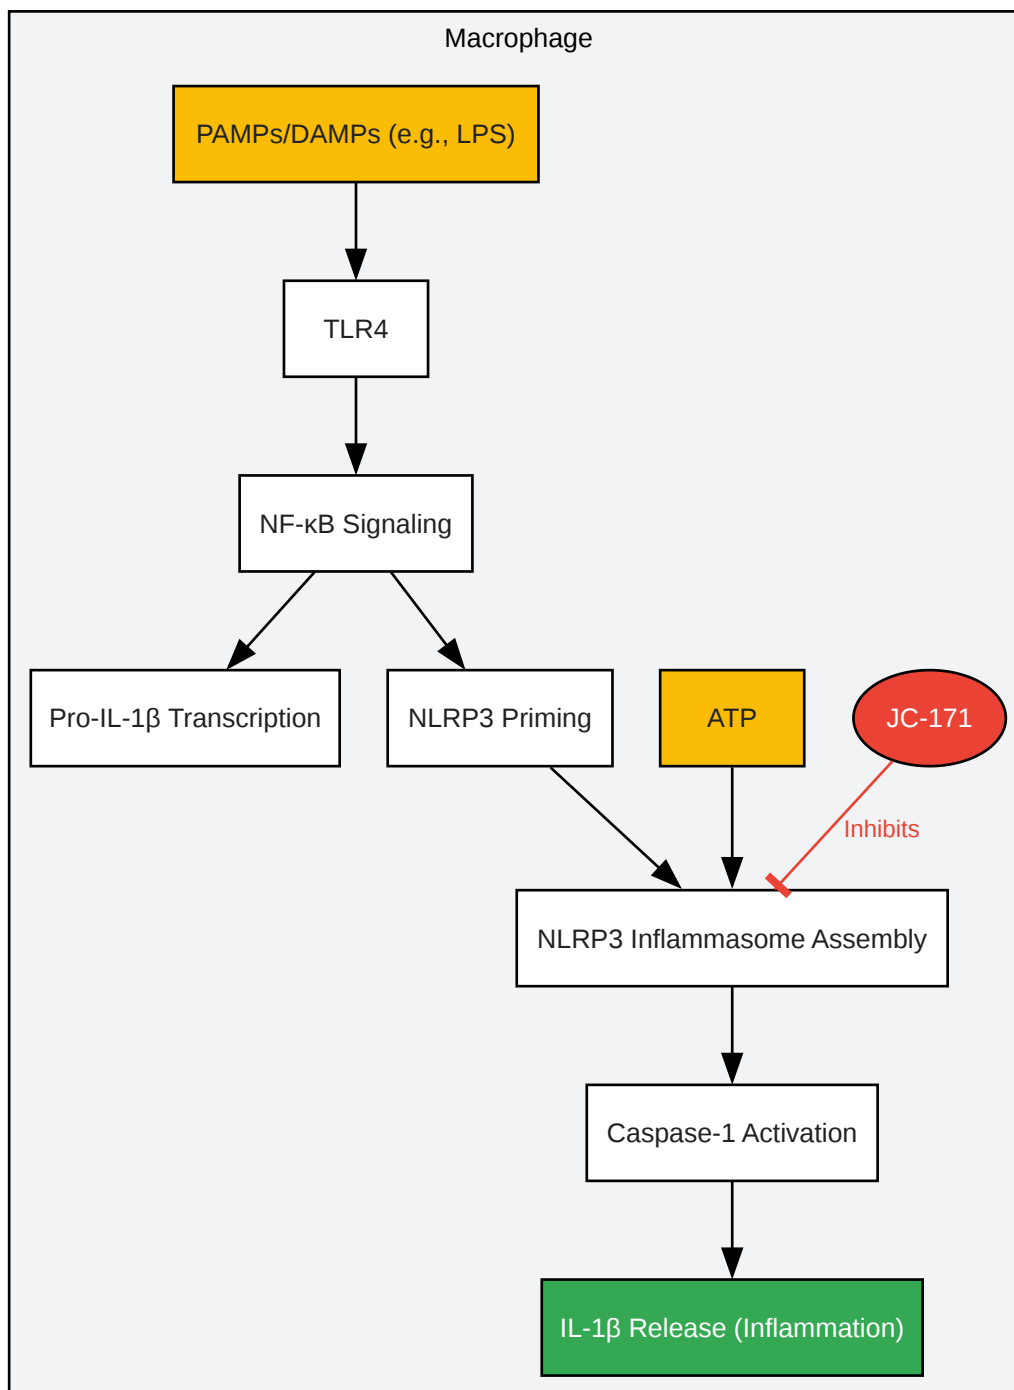 Macrophage
PAMPs/DAMPs (e.g., LPS)
TLR4
NF-κB Signaling
Pro-IL-1β Transcription
NLRP3 Priming
ATP
JC-171
Inhibits
NLRP3 Inflammasome Assembly
Caspase-1 Activation
IL-1β Release (Inflammation)